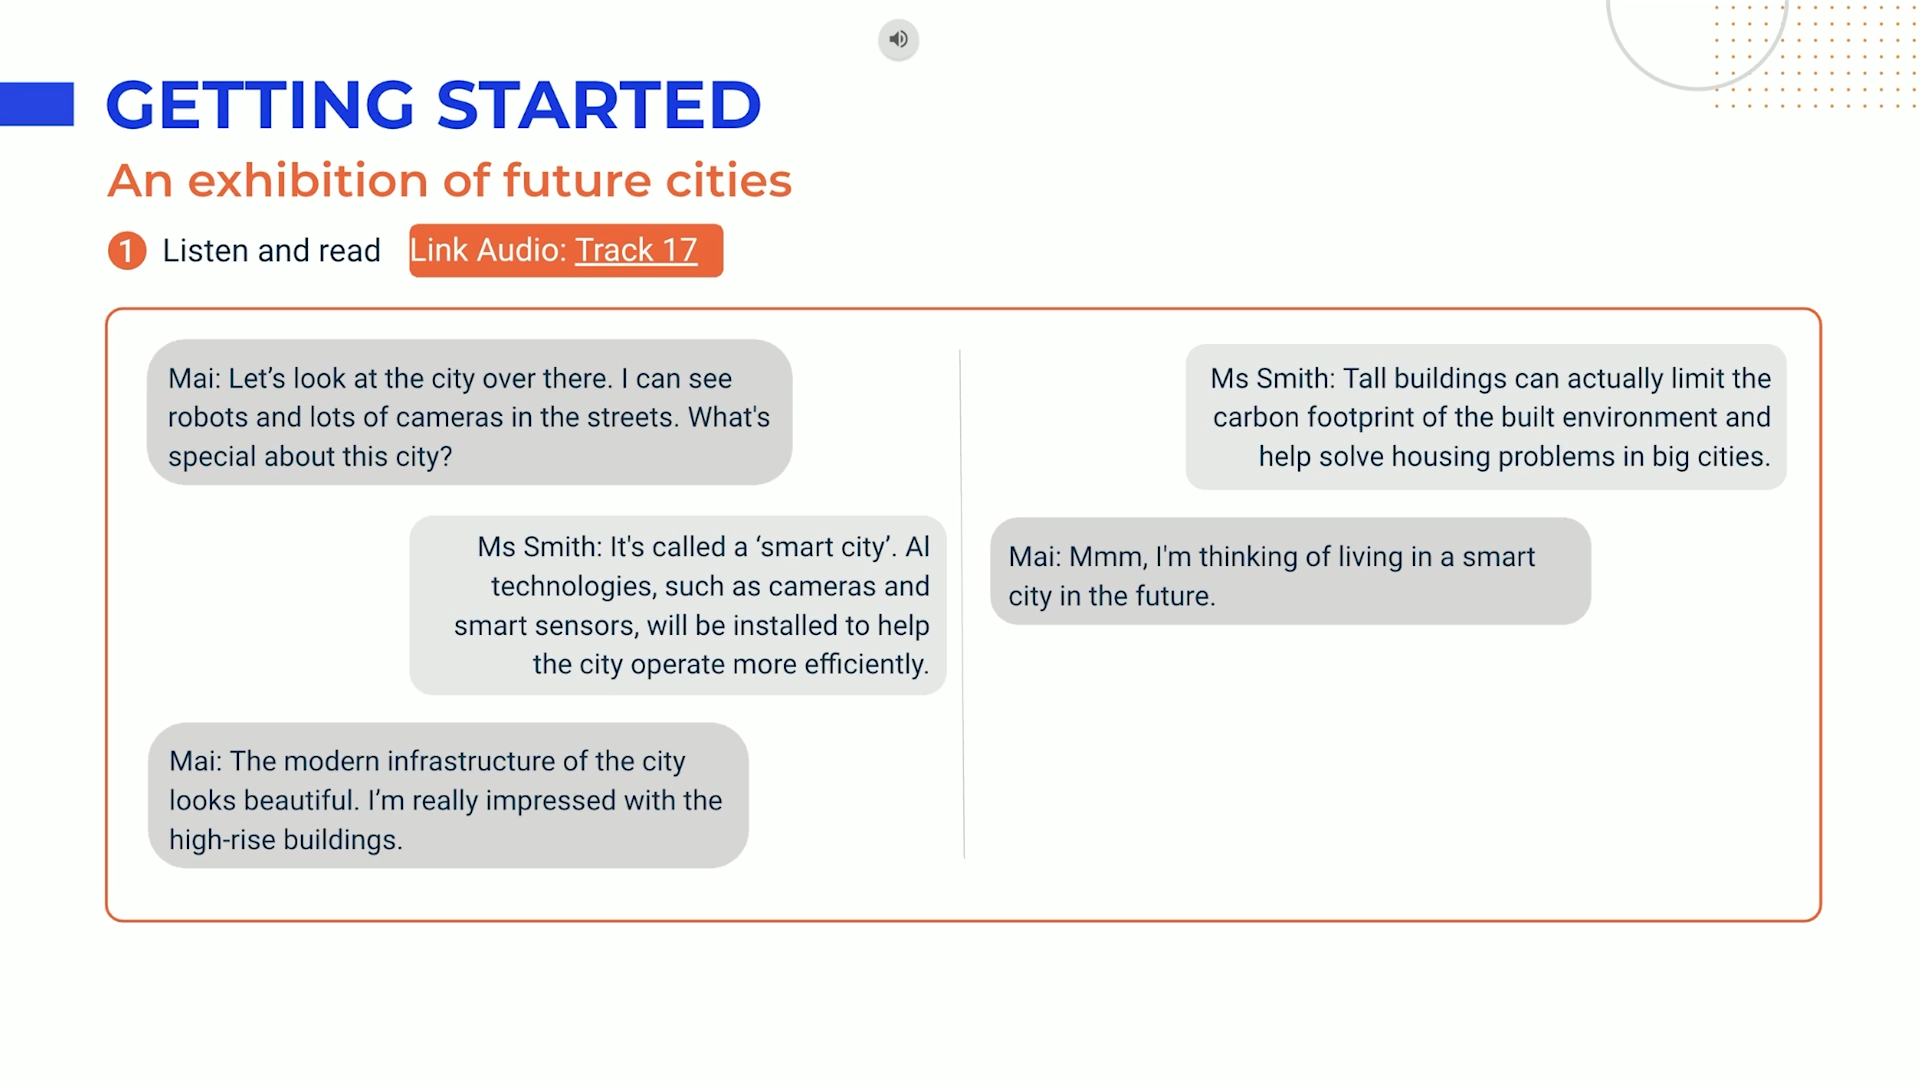 GETTING STARTED
An exhibition of future cities
1 Listen and read Link Audio: Track 17
Mai: Let’s look at the city over there. I can see
robots and lots of cameras in the streets. What's
special about this city?
Ms Smith: It's called a ‘smart city’. AI
technologies, such as cameras and
smart sensors, will be installed to help
the city operate more efficiently.
Mai: The modern infrastructure of the city
looks beautiful. I’m really impressed with the
high-rise buildings.
Ms Smith: Tall buildings can actually limit the
carbon footprint of the built environment and
help solve housing problems in big cities.
Mai: Mmm, I'm thinking of living in a smart
city in the future.